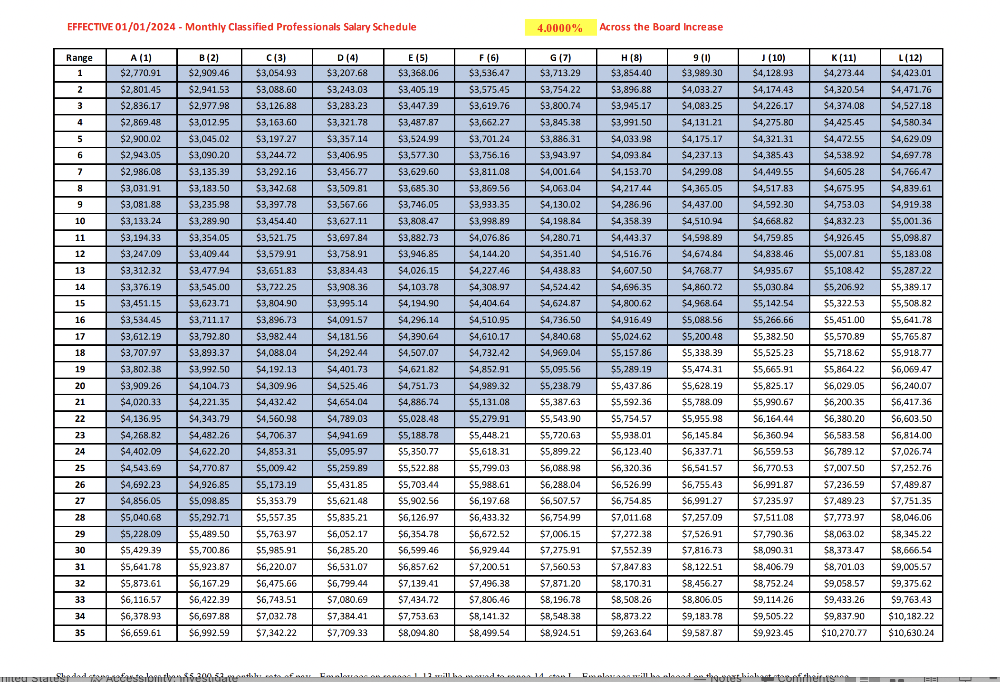 EFFECTIVE 01/01/2024 - Monthly Classified Professionals Salary Schedule 4.0000% Across the Board Increase
Range A (1) B (2) C (3) D (4) E (5) F (6) G (7) H (8) 9 (I) J (10) K (11) L (12)
1 $2,770.91 $2,909.46 $3,054.93 $3,207.68 $3,368.06 $3,536.47 $3,713.29 $3,854.40 $3,989.30 $4,128.93 $4,273.44 $4,423.01
2 $2,801.45 $2,941.53 $3,088.60 $3,243.03 $3,405.19 $3,575.45 $3,754.22 $3,896.88 $4,033.27 $4,174.43 $4,320.54 $4,471.76
3 $2,836.17 $2,977.98 $3,126.88 $3,283.23 $3,447.39 $3,619.76 $3,800.74 $3,945.17 $4,083.25 $4,226.17 $4,374.08 $4,527.18
4 $2,869.48 $3,012.95 $3,163.60 $3,321.78 $3,487.87 $3,662.27 $3,845.38 $3,991.50 $4,131.21 $4,275.80 $4,425.45 $4,580.34
5 $2,900.02 $3,045.02 $3,197.27 $3,357.14 $3,524.99 $3,701.24 $3,886.31 $4,033.98 $4,175.17 $4,321.31 $4,472.55 $4,629.09
6 $2,943.05 $3,090.20 $3,244.72 $3,406.95 $3,577.30 $3,756.16 $3,943.97 $4,093.84 $4,237.13 $4,385.43 $4,538.92 $4,697.78
7 $2,986.08 $3,135.39 $3,292.16 $3,456.77 $3,629.60 $3,811.08 $4,001.64 $4,153.70 $4,299.08 $4,449.55 $4,605.28 $4,766.47
8 $3,031.91 $3,183.50 $3,342.68 $3,509.81 $3,685.30 $3,869.56 $4,063.04 $4,217.44 $4,365.05 $4,517.83 $4,675.95 $4,839.61
9 $3,081.88 $3,235.98 $3,397.78 $3,567.66 $3,746.05 $3,933.35 $4,130.02 $4,286.96 $4,437.00 $4,592.30 $4,753.03 $4,919.38
10 $3,133.24 $3,289.90 $3,454.40 $3,627.11 $3,808.47 $3,998.89 $4,198.84 $4,358.39 $4,510.94 $4,668.82 $4,832.23 $5,001.36
11 $3,194.33 $3,354.05 $3,521.75 $3,697.84 $3,882.73 $4,076.86 $4,280.71 $4,443.37 $4,598.89 $4,759.85 $4,926.45 $5,098.87
12 $3,247.09 $3,409.44 $3,579.91 $3,758.91 $3,946.85 $4,144.20 $4,351.40 $4,516.76 $4,674.84 $4,838.46 $5,007.81 $5,183.08
13 $3,312.32 $3,477.94 $3,651.83 $3,834.43 $4,026.15 $4,227.46 $4,438.83 $4,607.50 $4,768.77 $4,935.67 $5,108.42 $5,287.22
14 $3,376.19 $3,545.00 $3,722.25 $3,908.36 $4,103.78 $4,308.97 $4,524.42 $4,696.35 $4,860.72 $5,030.84 $5,206.92 $5,389.17
15 $3,451.15 $3,623.71 $3,804.90 $3,995.14 $4,194.90 $4,404.64 $4,624.87 $4,800.62 $4,968.64 $5,142.54 $5,322.53 $5,508.82
16 $3,534.45 $3,711.17 $3,896.73 $4,091.57 $4,296.14 $4,510.95 $4,736.50 $4,916.49 $5,088.56 $5,266.66 $5,451.00 $5,641.78
17 $3,612.19 $3,792.80 $3,982.44 $4,181.56 $4,390.64 $4,610.17 $4,840.68 $5,024.62 $5,200.48 $5,382.50 $5,570.89 $5,765.87
18 $3,707.97 $3,893.37 $4,088.04 $4,292.44 $4,507.07 $4,732.42 $4,969.04 $5,157.86 $5,338.39 $5,525.23 $5,718.62 $5,918.77
19 $3,802.38 $3,992.50 $4,192.13 $4,401.73 $4,621.82 $4,852.91 $5,095.56 $5,289.19 $5,474.31 $5,665.91 $5,864.22 $6,069.47
20 $3,909.26 $4,104.73 $4,309.96 $4,525.46 $4,751.73 $4,989.32 $5,238.79 $5,437.86 $5,628.19 $5,825.17 $6,029.05 $6,240.07
21 $4,020.33 $4,221.35 $4,432.42 $4,654.04 $4,886.74 $5,131.08 $5,387.63 $5,592.36 $5,788.09 $5,990.67 $6,200.35 $6,417.36
22 $4,136.95 $4,343.79 $4,560.98 $4,789.03 $5,028.48 $5,279.91 $5,543.90 $5,754.57 $5,955.98 $6,164.44 $6,380.20 $6,603.50
23 $4,268.82 $4,482.26 $4,706.37 $4,941.69 $5,188.78 $5,448.21 $5,720.63 $5,938.01 $6,145.84 $6,360.94 $6,583.58 $6,814.00
24 $4,402.09 $4,622.20 $4,853.31 $5,095.97 $5,350.77 $5,618.31 $5,899.22 $6,123.40 $6,337.71 $6,559.53 $6,789.12 $7,026.74
25 $4,543.69 $4,770.87 $5,009.42 $5,259.89 $5,522.88 $5,799.03 $6,088.98 $6,320.36 $6,541.57 $6,770.53 $7,007.50 $7,252.76
26 $4,692.23 $4,926.85 $5,173.19 $5,431.85 $5,703.44 $5,988.61 $6,288.04 $6,526.99 $6,755.43 $6,991.87 $7,236.59 $7,489.87
27 $4,856.05 $5,098.85 $5,353.79 $5,621.48 $5,902.56 $6,197.68 $6,507.57 $6,754.85 $6,991.27 $7,235.97 $7,489.23 $7,751.35
28 $5,040.68 $5,292.71 $5,557.35 $5,835.21 $6,126.97 $6,433.32 $6,754.99 $7,011.68 $7,257.09 $7,511.08 $7,773.97 $8,046.06
29 $5,228.09 $5,489.50 $5,763.97 $6,052.17 $6,354.78 $6,672.52 $7,006.15 $7,272.38 $7,526.91 $7,790.36 $8,063.02 $8,345.22
30 $5,429.39 $5,700.86 $5,985.91 $6,285.20 $6,599.46 $6,929.44 $7,275.91 $7,552.39 $7,816.73 $8,090.31 $8,373.47 $8,666.54
31 $5,641.78 $5,923.87 $6,220.07 $6,531.07 $6,857.62 $7,200.51 $7,560.53 $7,847.83 $8,122.51 $8,406.79 $8,701.03 $9,005.57
32 $5,873.61 $6,167.29 $6,475.66 $6,799.44 $7,139.41 $7,496.38 $7,871.20 $8,170.31 $8,456.27 $8,752.24 $9,058.57 $9,375.62
33 $6,116.57 $6,422.39 $6,743.51 $7,080.69 $7,434.72 $7,806.46 $8,196.78 $8,508.26 $8,806.05 $9,114.26 $9,433.26 $9,763.43
34 $6,378.93 $6,697.88 $7,032.78 $7,384.41 $7,753.63 $8,141.32 $8,548.38 $8,873.22 $9,183.78 $9,505.22 $9,837.90 $10,182.22
35 $6,659.61 $6,992.59 $7,342.22 $7,709.33 $8,094.80 $8,499.54 $8,924.51 $9,263.64 $9,587.87 $9,923.45 $10,270.77 $10,630.24
Shaded steps refer to less than $5,300.53 monthly rate of pay. Employees on ranges 1-13 will be moved to range 14, step L. Employees will be placed on the next highest step of their range.
nited States) Accessibility: Investigate Notes Comments